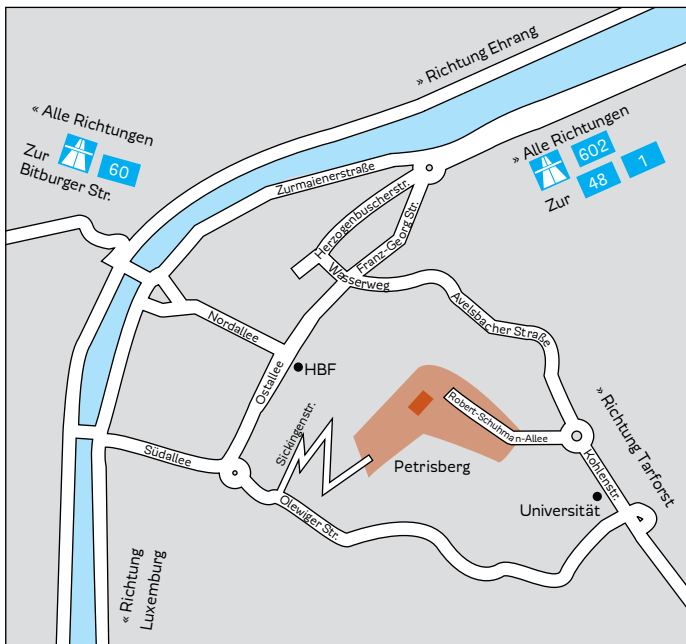 » Richtung Ehrang
« Alle Richtungen
60
Zur
Bitburger Str.
» Alle Richtungen
602
48
1
Zur
Zurmaienerstraße
Herzogenbuscherstr.
Franz-Georg Str.
Wasserweg
Avelsbacher Straße
Nordallee
Ostallee
HBF
Robert-Schuhman-Allee
Sickingenstr.
Petrisberg
» Richtung Tarforst
Kohlenstr.
Südallee
Universität
Olewiger Str.
« Richtung
Luxemburg